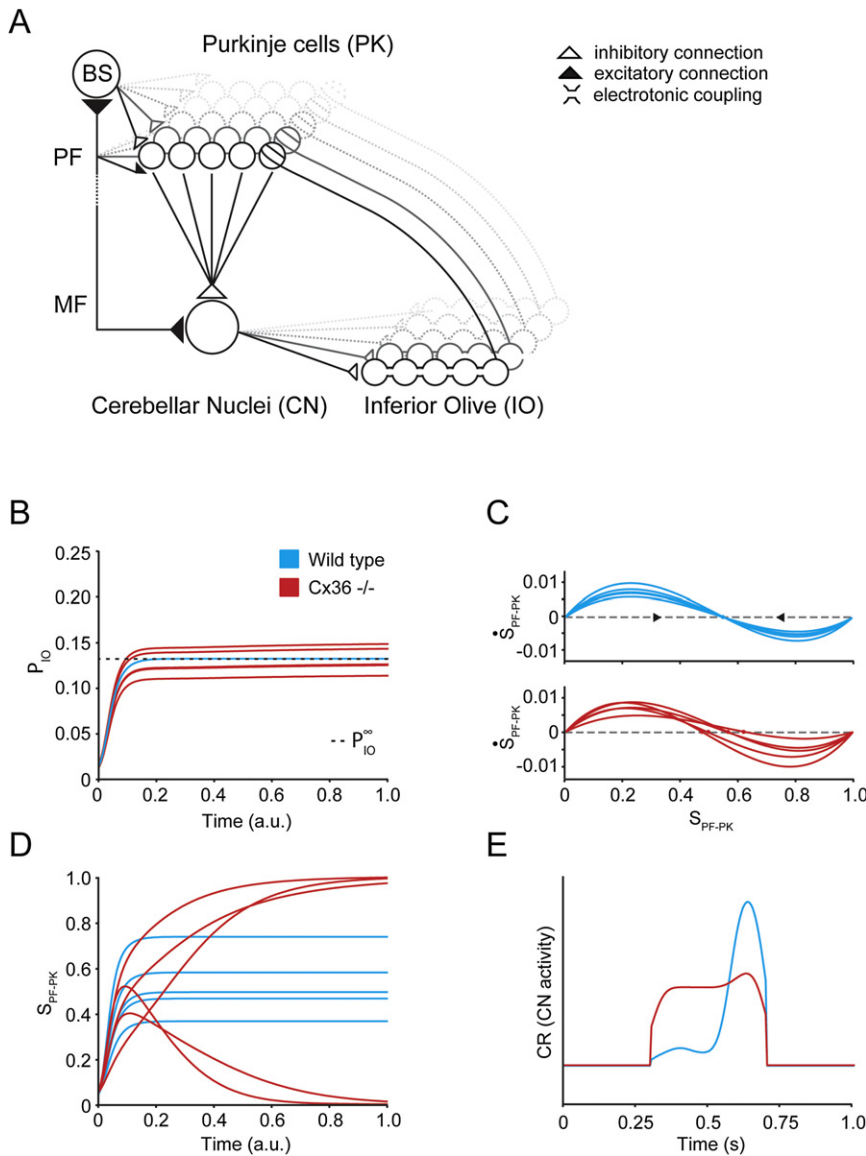 A
Purkinje cells (PK)
BS
inhibitory connection
excitatory connection
electrotonic coupling
PF
MF
Cerebellar Nuclei (CN)
Inferior Olive (IO)
B
0.25
0.20
0.15
0.10
0.05
0
P_IO
Wild type
Cx36 -/-
P_IO^∞
0 0.2 0.4 0.6 0.8 1.0
Time (a.u.)
C
0.01
0
-0.01
Ṡ_PF-PK
0.01
0
-0.01
Ṡ_PF-PK
0 0.2 0.4 0.6 0.8 1.0
S_PF-PK
D
1.0
0.8
0.6
0.4
0.2
0
S_PF-PK
0 0.2 0.4 0.6 0.8 1.0
Time (a.u.)
E
CR (CN activity)
0 0.25 0.5 0.75 1.0
Time (s)